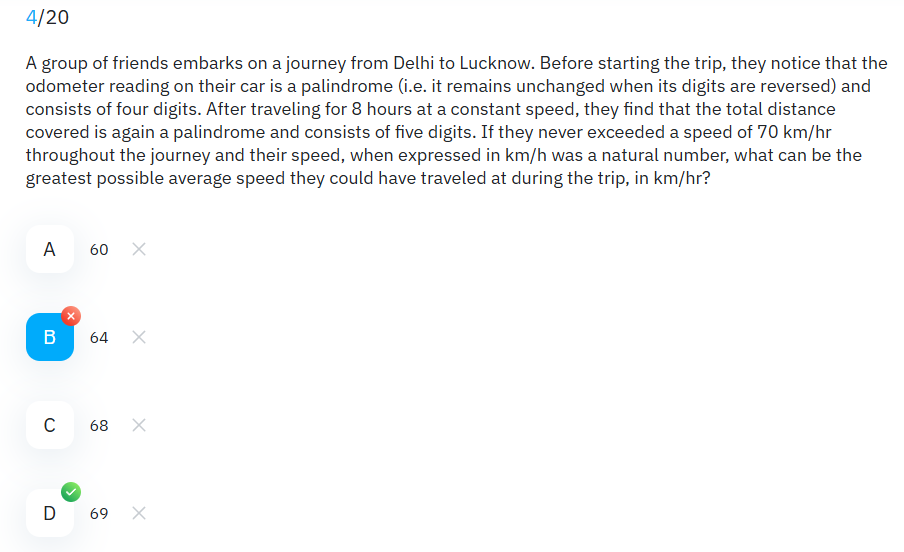 4/20
A group of friends embarks on a journey from Delhi to Lucknow. Before starting the trip, they notice that the
odometer reading on their car is a palindrome (i.e. it remains unchanged when its digits are reversed) and
consists of four digits. After traveling for 8 hours at a constant speed, they find that the total distance
covered is again a palindrome and consists of five digits. If they never exceeded a speed of 70 km/hr
throughout the journey and their speed, when expressed in km/h was a natural number, what can be the
greatest possible average speed they could have traveled at during the trip, in km/hr?
A 60
B 64
C 68
D 69